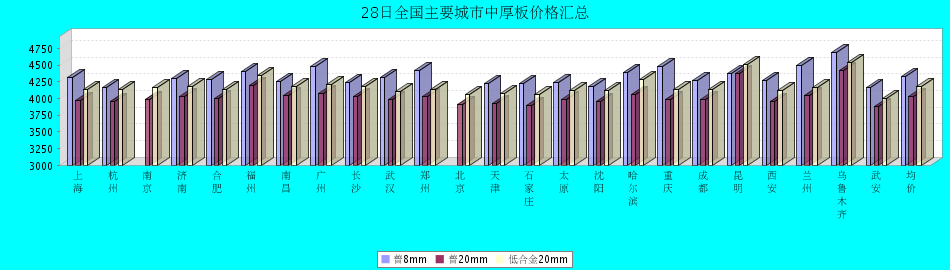 28日全国主要城市中厚板价格汇总
4750
4500
4250
4000
3750
3500
3250
3000
上海
杭州
南京
济南
合肥
福州
南昌
广州
长沙
武汉
郑州
北京
天津
石家庄
太原
沈阳
哈尔滨
重庆
成都
昆明
西安
兰州
乌鲁木齐
武安
均价
普8mm
普20mm
低合金20mm